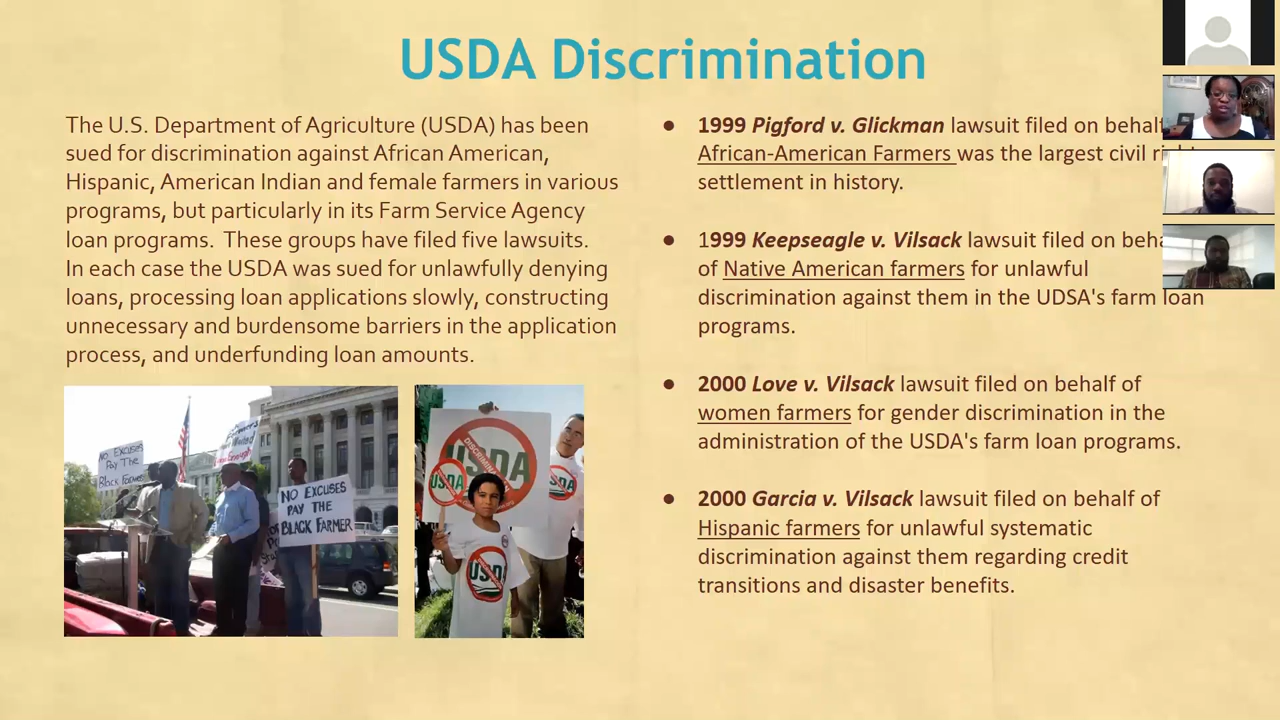 USDA Discrimination
The U.S. Department of Agriculture (USDA) has been
sued for discrimination against African American,
Hispanic, American Indian and female farmers in various
programs, but particularly in its Farm Service Agency
loan programs. These groups have filed five lawsuits.
In each case the USDA was sued for unlawfully denying
loans, processing loan applications slowly, constructing
unnecessary and burdensome barriers in the application
process, and underfunding loan amounts.
NO EXCUSES
PAY THE
BLACK
NO EXCUSES
PAY THE
BLACK FARMER
DISCRIMINATION
USDA
USDA
USDA
USDA
● 1999 Pigford v. Glickman lawsuit filed on behalf
African-American Farmers was the largest civil
settlement in history.
● 1999 Keepseagle v. Vilsack lawsuit filed on
of Native American farmers for unlawful
discrimination against them in the UDSA's farm loan
programs.
● 2000 Love v. Vilsack lawsuit filed on behalf of
women farmers for gender discrimination in the
administration of the USDA's farm loan programs.
● 2000 Garcia v. Vilsack lawsuit filed on behalf of
Hispanic farmers for unlawful systematic
discrimination against them regarding credit
transitions and disaster benefits.